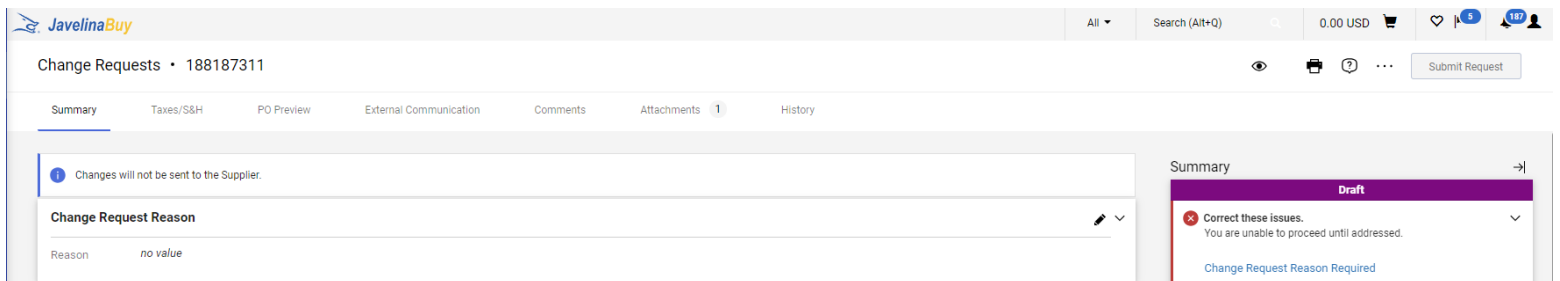 JavelinaBuy
All
Search (Alt+Q)
0.00 USD
5
187
Change Requests • 188187311
Submit Request
Summary
Taxes/S&H
PO Preview
External Communication
Comments
Attachments 1
History
Changes will not be sent to the Supplier.
Summary
Draft
Change Request Reason
Correct these issues.
You are unable to proceed until addressed.
Reason no value
Change Request Reason Required